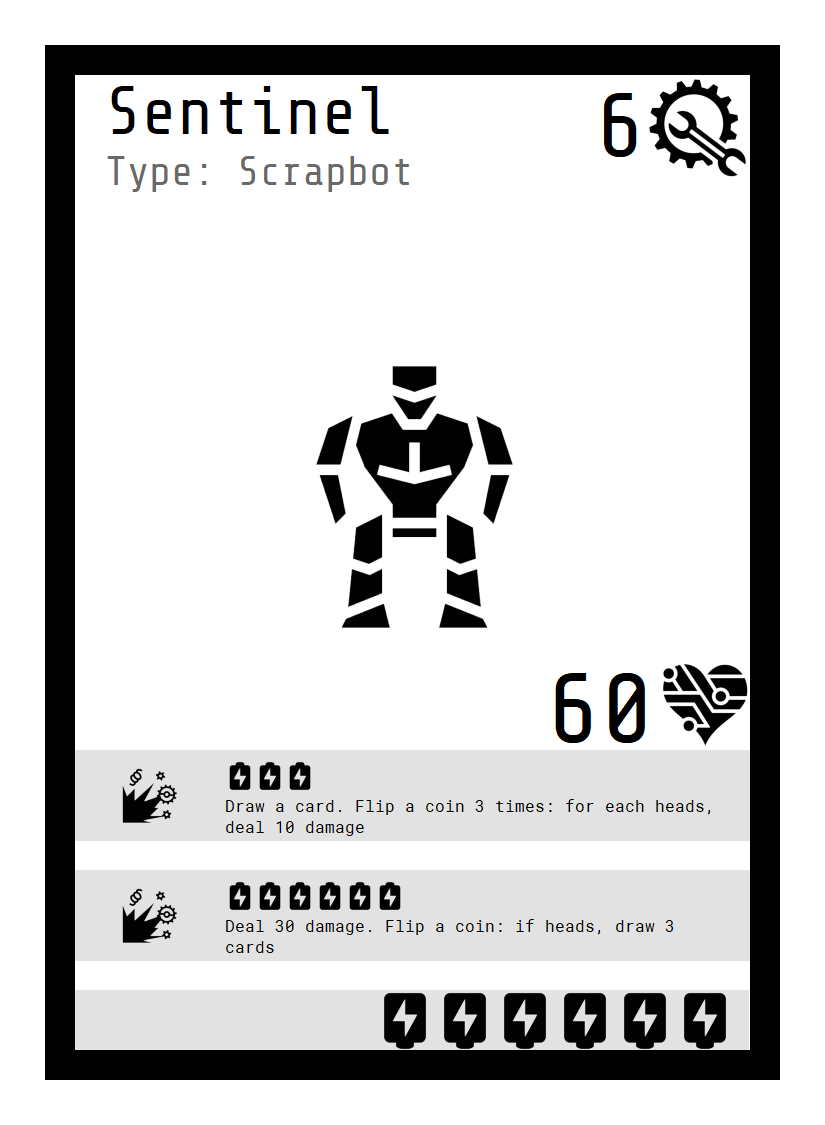 Sentinel
6
Type: Scrapbot
60
Draw a card. Flip a coin 3 times: for each heads,
deal 10 damage
Deal 30 damage. Flip a coin: if heads, draw 3
cards